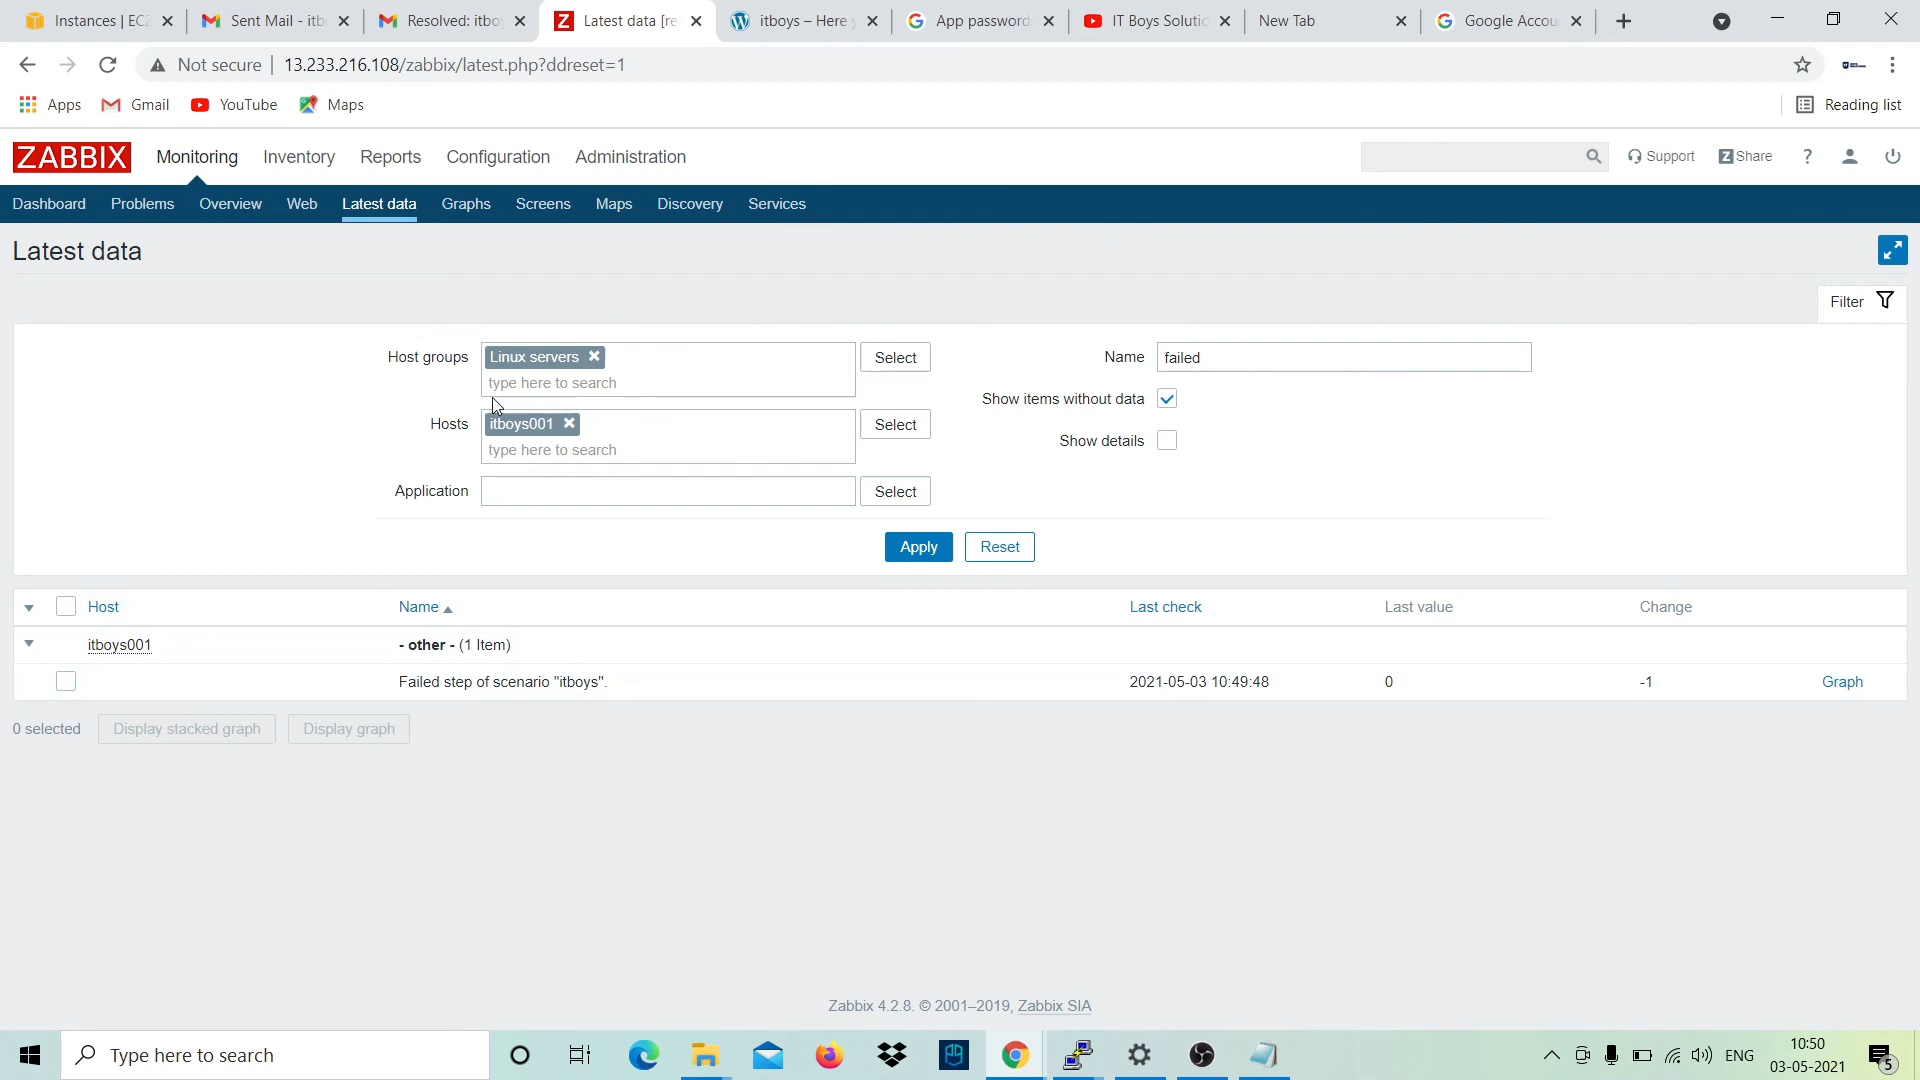 Instances | EC2
Sent Mail - itb
Resolved: itbo
Latest data [re
itboys – Here y
App password
IT Boys Solutio
New Tab
Google Accou
Not secure
13.233.216.108/zabbix/latest.php?ddreset=1
Apps
Gmail
YouTube
Maps
Reading list
ZABBIX
Monitoring
Inventory
Reports
Configuration
Administration
Support
Z Share
?
Dashboard
Problems
Overview
Web
Latest data
Graphs
Screens
Maps
Discovery
Services
Latest data
Filter
Host groups
Linux servers
type here to search
Select
Name
failed
Show items without data
Hosts
itboys001
type here to search
Select
Show details
Application
Select
Apply
Reset
Host
Name
Last check
Last value
Change
itboys001
- other - (1 Item)
Failed step of scenario "itboys".
2021-05-03 10:49:48
0
-1
Graph
0 selected
Display stacked graph
Display graph
Zabbix 4.2.8. © 2001–2019, Zabbix SIA
Type here to search
ENG
10:50
03-05-2021
5